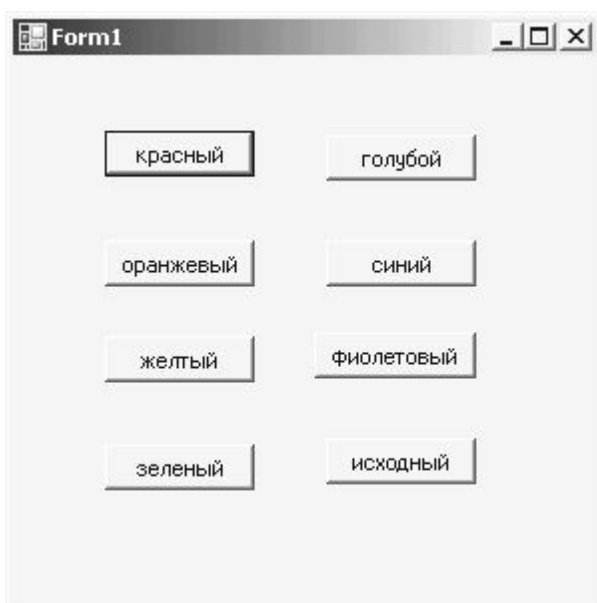 Form1
красный
голубой
оранжевый
синий
желтый
фиолетовый
зеленый
исходный